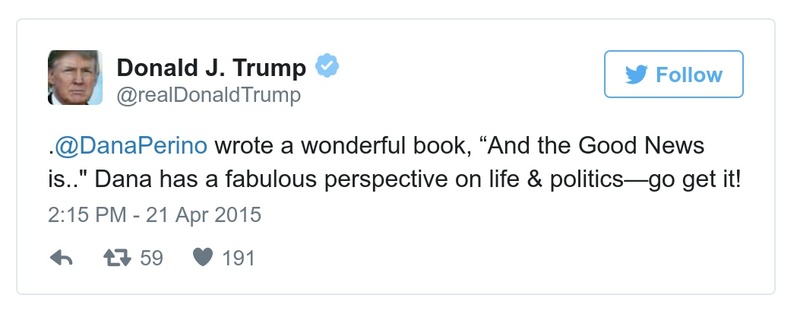 Donald J. Trump
@realDonaldTrump
Follow
.@DanaPerino wrote a wonderful book, “And the Good News
is.." Dana has a fabulous perspective on life & politics—go get it!
2:15 PM - 21 Apr 2015
59 191